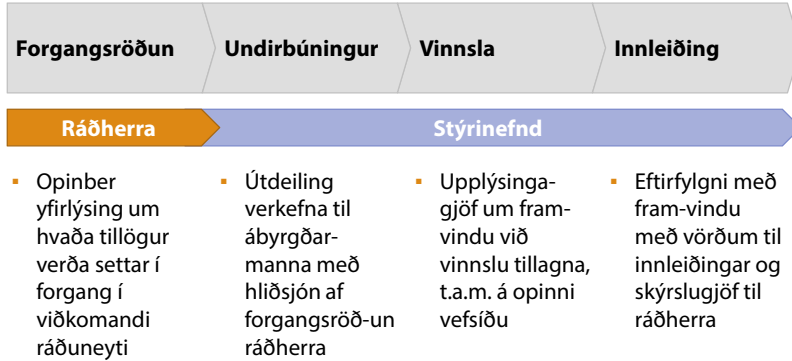 Forgangsröðun
Undirbúningur
Vinnsla
Innleiðing
Ráðherra
Stýrinefnd
▪ Opinber
yfirlýsing um
hvaða tillögur
verða settar í
forgang í
viðkomandi
ráðuneyti
▪ Útdeiling
verkefna til
ábyrgðar-
manna með
hliðsjón af
forgangsröð-un
ráðherra
▪ Upplýsinga-
gjöf um fram-
vindu við
vinnslu tillagna,
t.a.m. á opinni
vefsíðu
▪ Eftirfylgni með
fram-vindu
með vörðum til
innleiðingar og
skýrslugjöf til
ráðherra